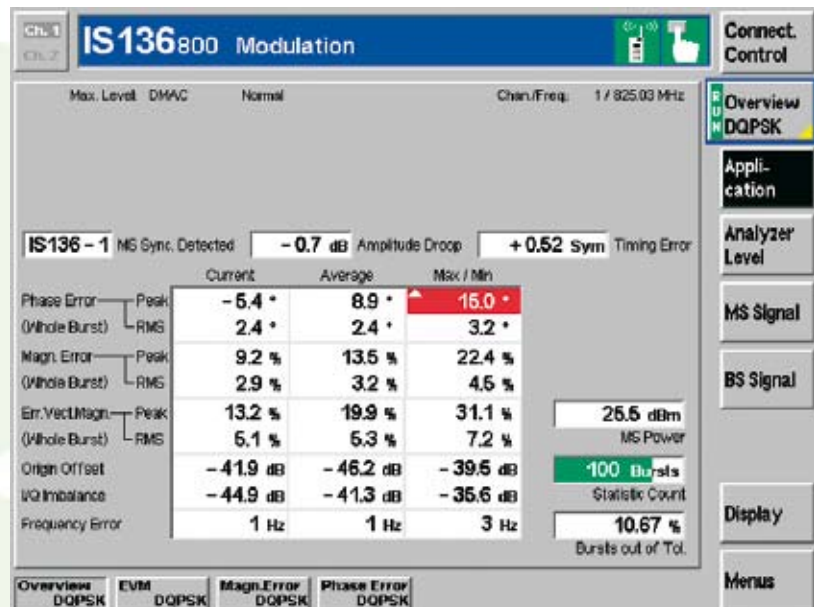 Ch. 1
Ch. 2
IS136800 Modulation
Connect. Control
Max. Level: DMAC Normal Chan./Freq.: 1 / 825.03 MHz
RUN Overview DQPSK
Appli-cation
Analyzer Level
MS Signal
BS Signal
Display
Menus
IS136 – 1 MS Sync. Detected – 0.7 dB Amplitude Droop + 0.52 Sym Timing Error
Current Average Max / Min
Phase Error Peak – 5.4 ° 8.9 ° 15.0 °
(Whole Burst) RMS 2.4 ° 2.4 ° 3.2 °
Magn. Error Peak 9.2 % 13.5 % 22.4 %
(Whole Burst) RMS 2.9 % 3.2 % 4.5 %
Err.Vect.Magn. Peak 13.2 % 19.9 % 31.1 % 25.5 dBm
(Whole Burst) RMS 5.1 % 5.3 % 7.2 % MS Power
Origin Offset – 41.9 dB – 46.2 dB – 39.5 dB 100 Bursts
I/Q Imbalance – 44.9 dB – 41.3 dB – 35.6 dB Statistic Count
Frequency Error 1 Hz 1 Hz 3 Hz 10.67 %
Bursts out of Tol.
Overview DQPSK EVM DQPSK Magn.Error DQPSK Phase Error DQPSK